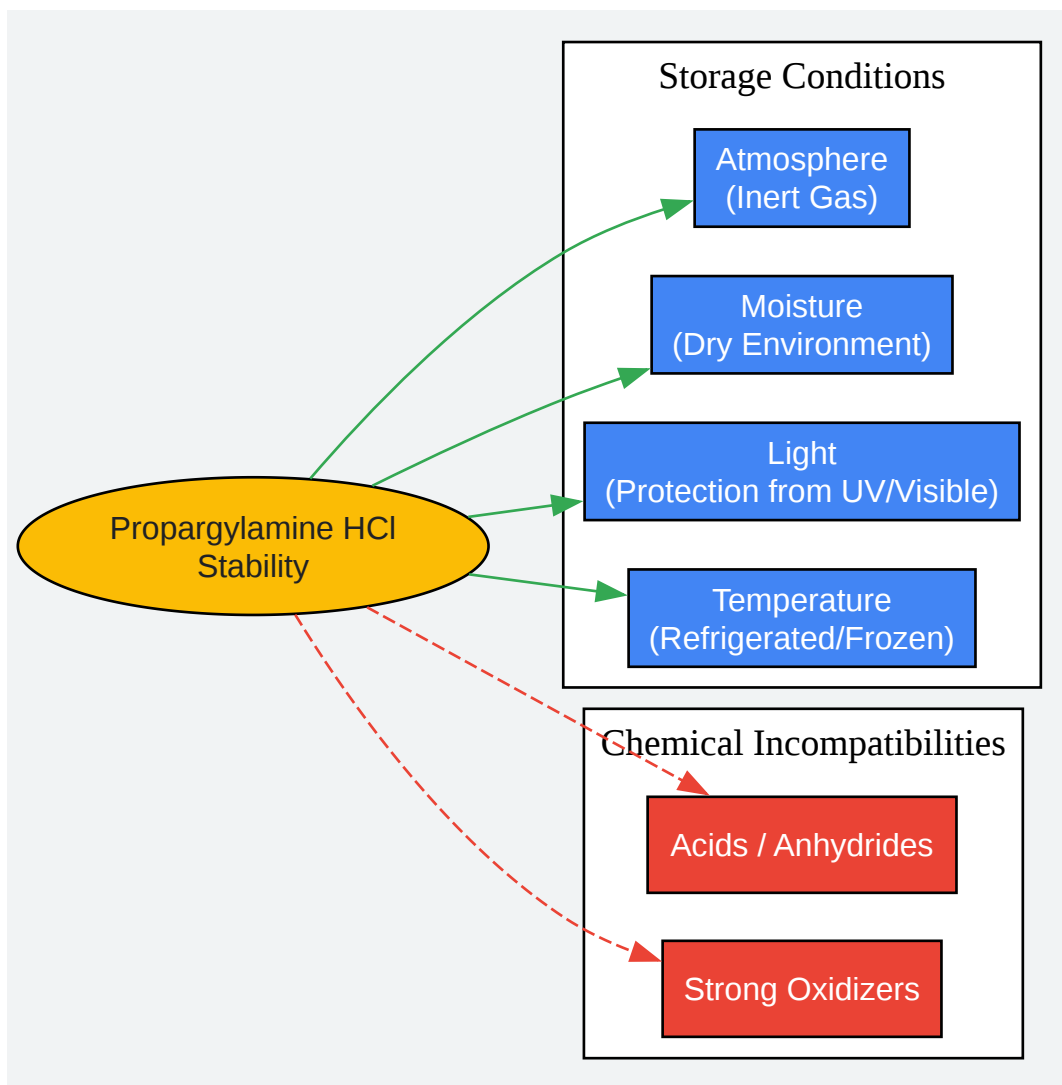 Storage Conditions
Atmosphere
(Inert Gas)
Moisture
(Dry Environment)
Light
(Protection from UV/Visible)
Propargylamine HCl
Stability
Temperature
(Refrigerated/Frozen)
Chemical Incompatibilities
Acids / Anhydrides
Strong Oxidizers